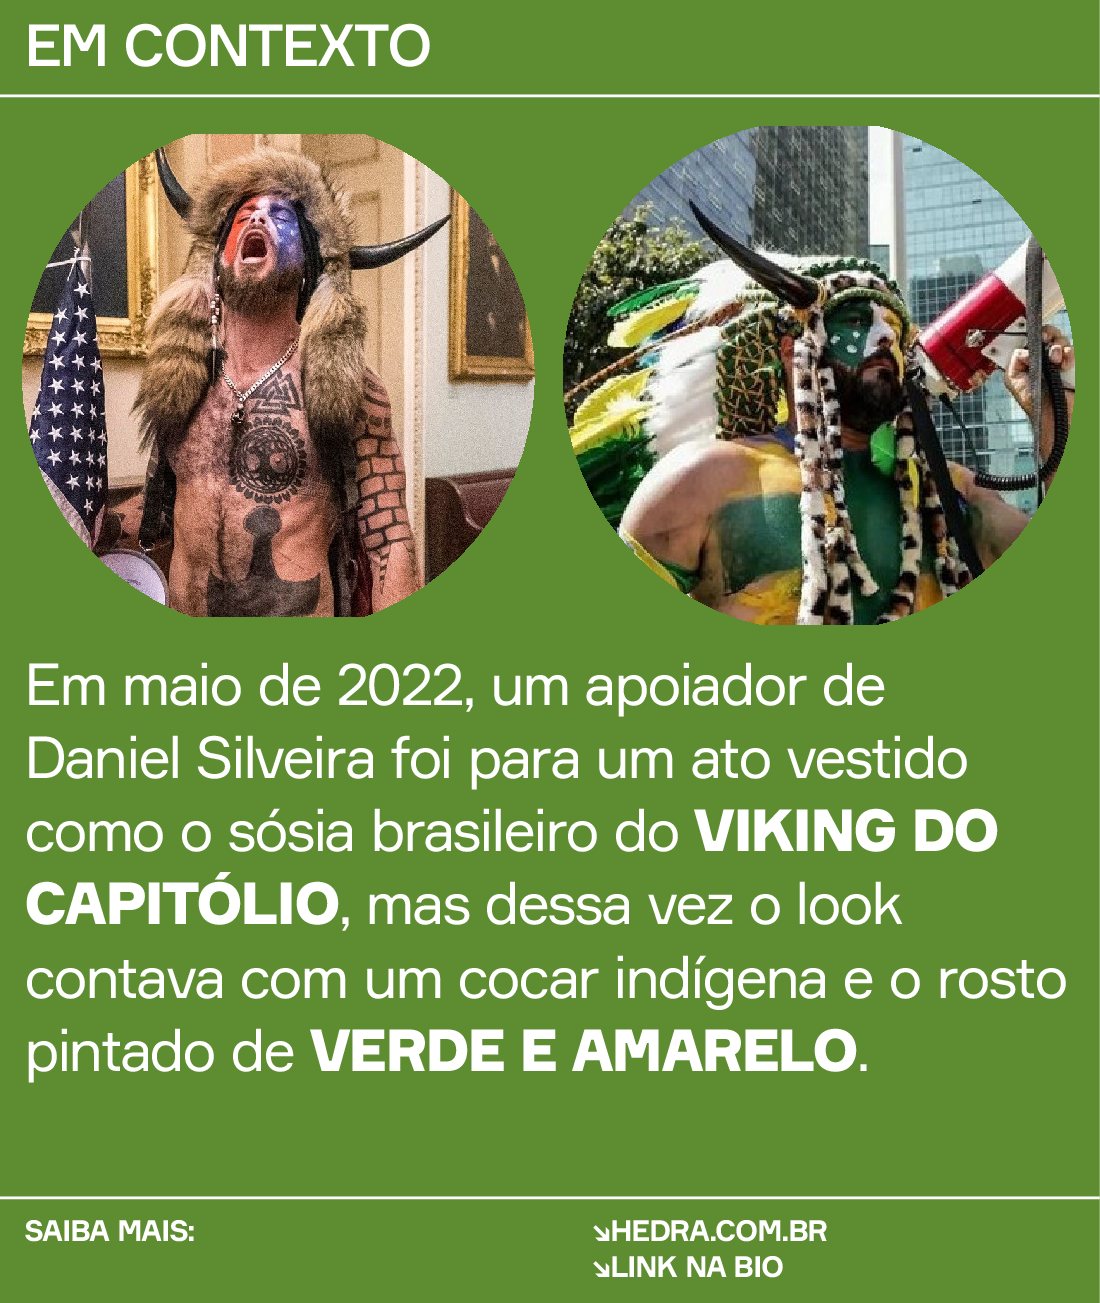 EM CONTEXTO
Em maio de 2022, um apoiador de
Daniel Silveira foi para um ato vestido
como o sósia brasileiro do VIKING DO
CAPITÓLIO, mas dessa vez o look
contava com um cocar indígena e o rosto
pintado de VERDE E AMARELO.
SAIBA MAIS:
↘HEDRA.COM.BR
↘LINK NA BIO